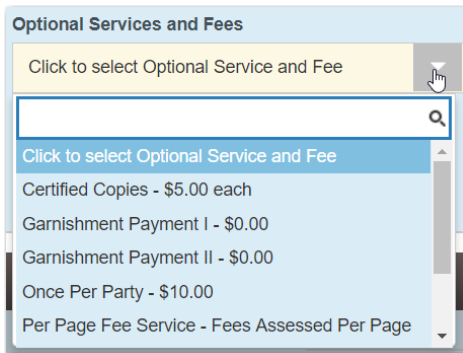 Optional Services and Fees
Click to select Optional Service and Fee
Click to select Optional Service and Fee
Certified Copies - $5.00 each
Garnishment Payment I - $0.00
Garnishment Payment II - $0.00
Once Per Party - $10.00
Per Page Fee Service - Fees Assessed Per Page